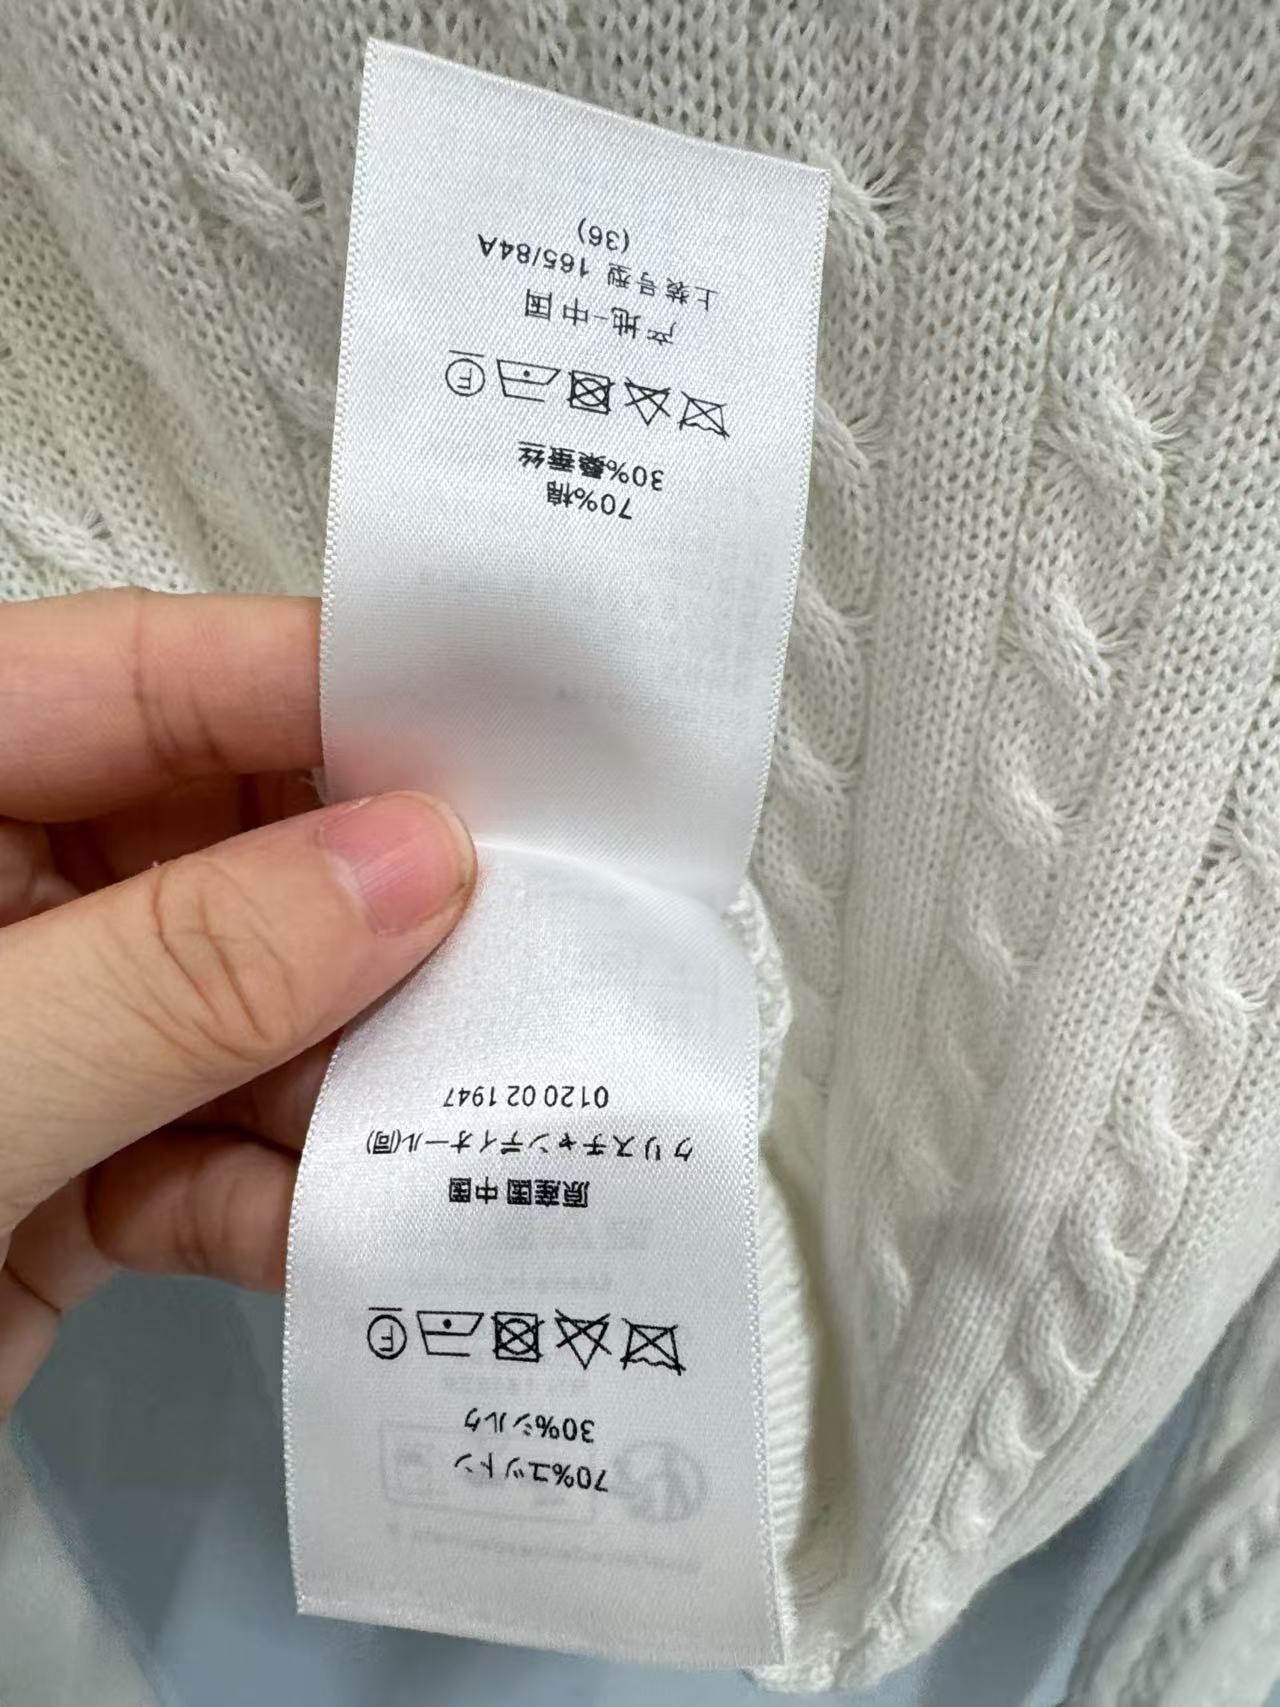 70%コットン
30%シルク
F
原産国 中国
クリスチャンディオール(同)
0120 02 1947
70%棉
30%桑蚕丝
F
产地-中国
上装号型 165/84A
(36)